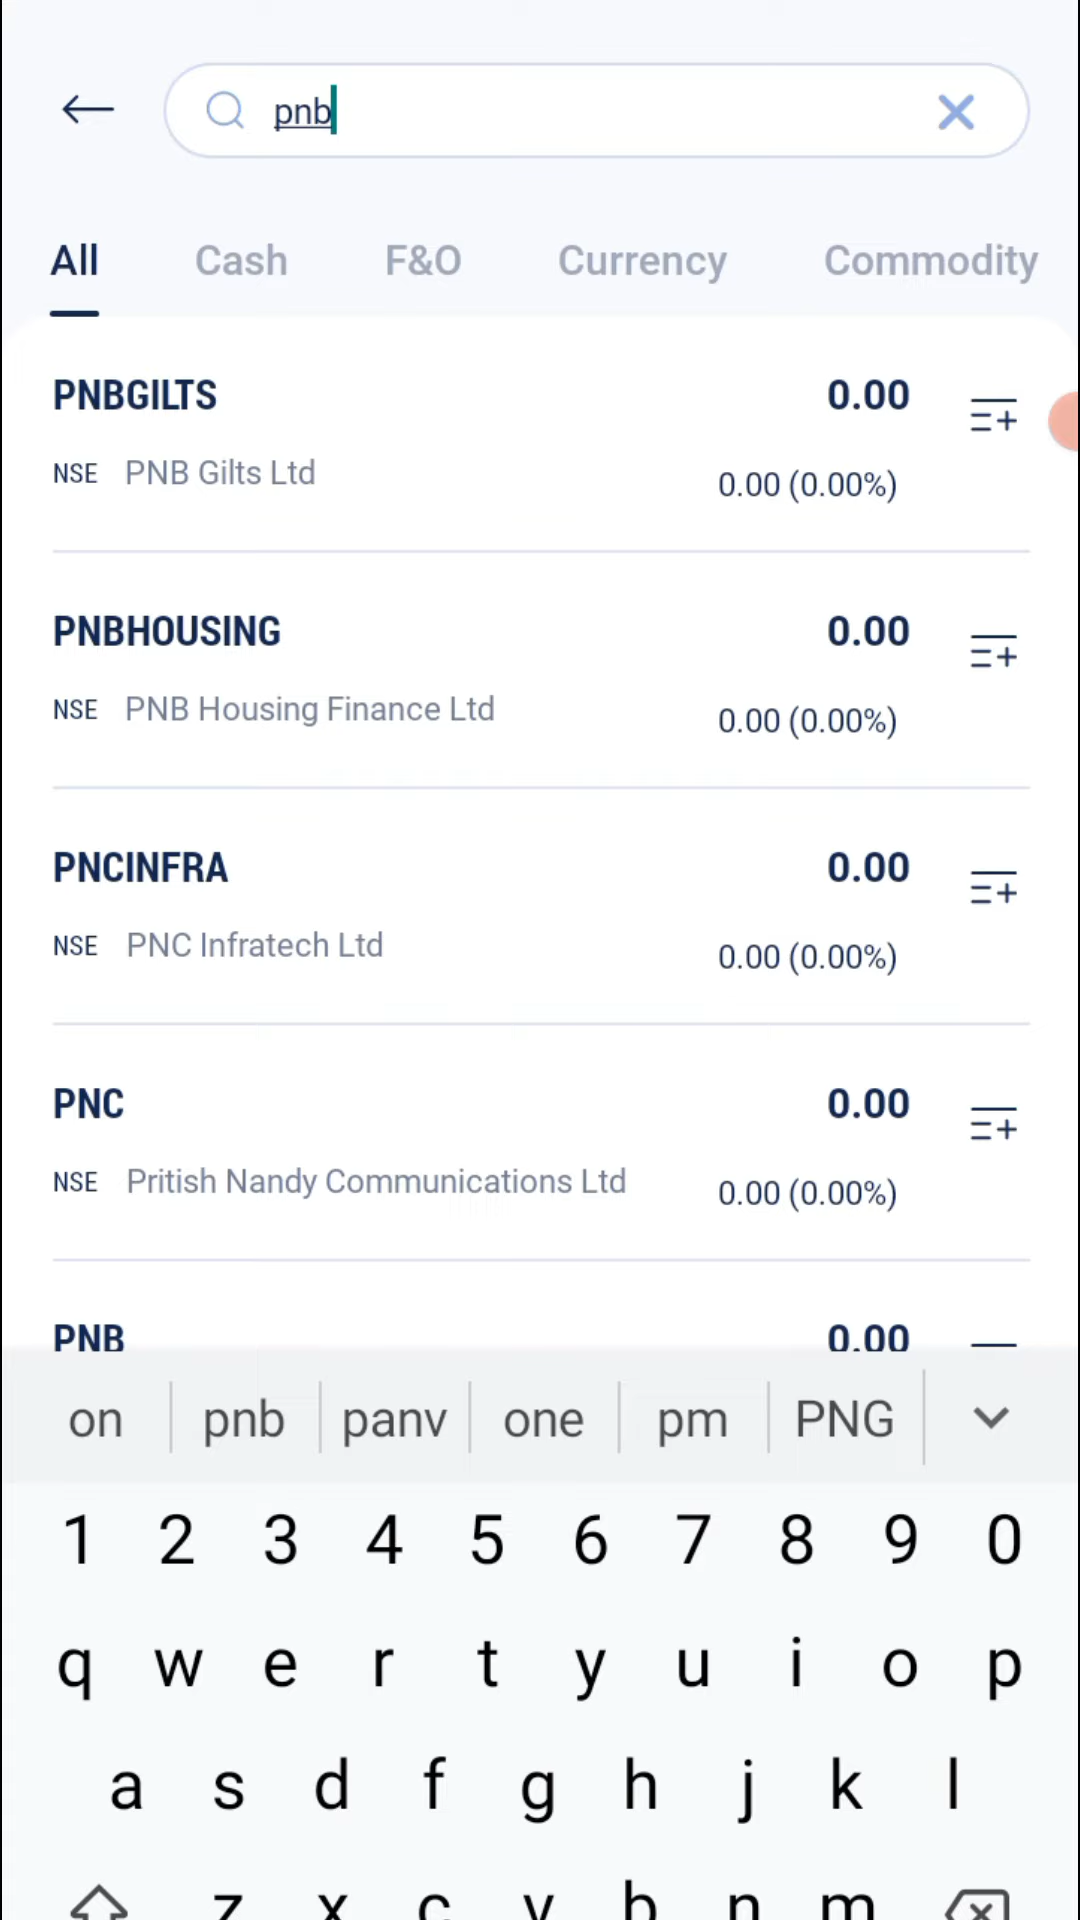 pnb
All Cash F&O Currency Commodity
PNBGILTS 0.00
NSE PNB Gilts Ltd 0.00 (0.00%)
PNBHOUSING 0.00
NSE PNB Housing Finance Ltd 0.00 (0.00%)
PNCINFRA 0.00
NSE PNC Infratech Ltd 0.00 (0.00%)
PNC 0.00
NSE Pritish Nandy Communications Ltd 0.00 (0.00%)
PNB 0.00
on pnb panv one pm PNG
1 2 3 4 5 6 7 8 9 0
q w e r t y u i o p
a s d f g h j k l
z x c v b n m